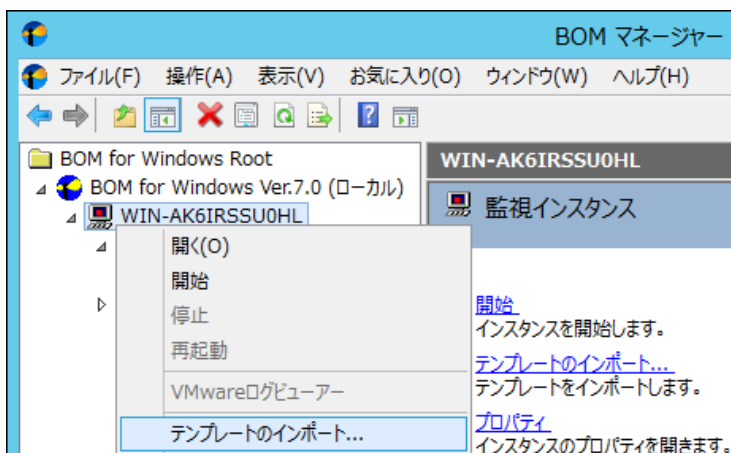 BOM マネージャー
ファイル(F) 操作(A) 表示(V) お気に入り(O) ウィンドウ(W) ヘルプ(H)
BOM for Windows Root
BOM for Windows Ver.7.0 (ローカル)
WIN-AK6IRSSU0HL
開く(O)
開始
停止
再起動
VMwareログビューアー
テンプレートのインポート...
WIN-AK6IRSSU0HL
監視インスタンス
開始
インスタンスを開始します。
テンプレートのインポート...
テンプレートをインポートします。
プロパティ
インスタンスのプロパティを開きます。